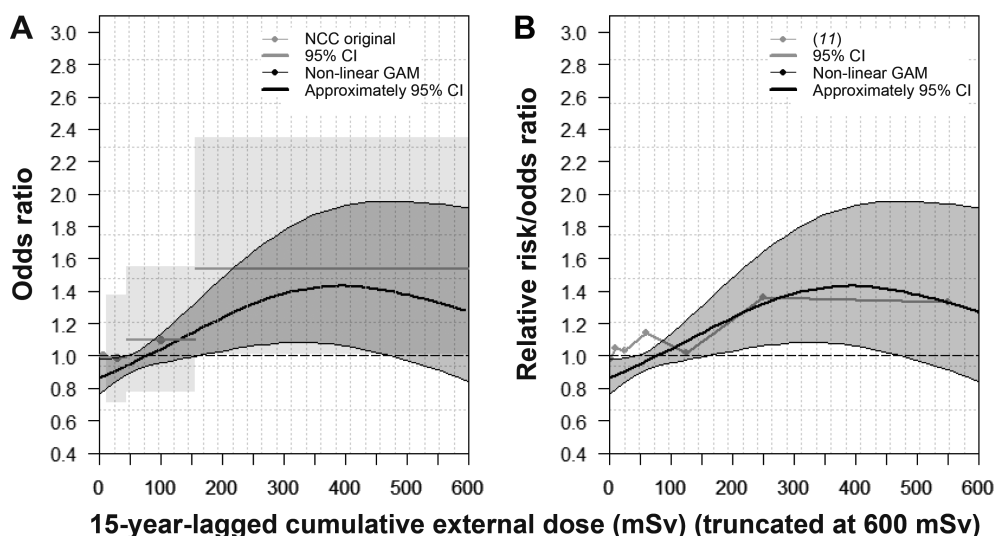 A
B
NCC original
95% CI
Non-linear GAM
Approximately 95% CI
(11)
95% CI
Non-linear GAM
Approximately 95% CI
Odds ratio
3.0
2.8
2.6
2.4
2.2
2.0
1.8
1.6
1.4
1.2
1.0
0.8
0.6
0.4
0 100 200 300 400 500 600
Relative risk/odds ratio
3.0
2.8
2.6
2.4
2.2
2.0
1.8
1.6
1.4
1.2
1.0
0.8
0.6
0.4
0 100 200 300 400 500 600
15-year-lagged cumulative external dose (mSv) (truncated at 600 mSv)